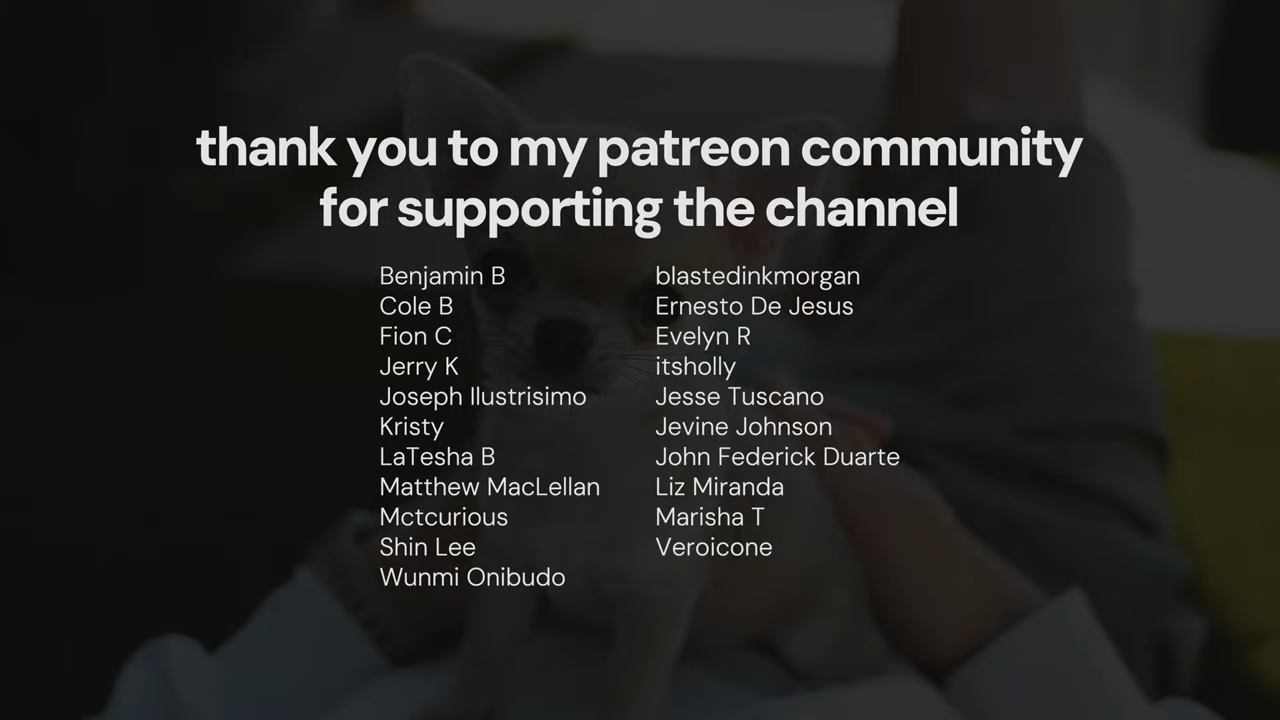 thank you to my patreon community
for supporting the channel
Benjamin B
Cole B
Fion C
Jerry K
Joseph Ilustrisimo
Kristy
LaTesha B
Matthew MacLellan
Mctcurious
Shin Lee
Wunmi Onibudo
blastedinkmorgan
Ernesto De Jesus
Evelyn R
itsholly
Jesse Tuscano
Jevine Johnson
John Federick Duarte
Liz Miranda
Marisha T
Veroicone